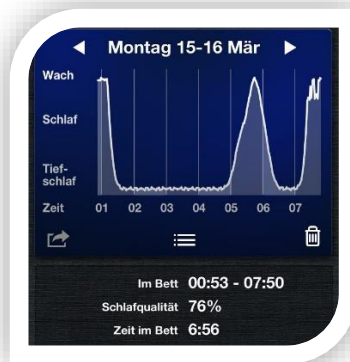 Montag 15-16 Mär
Wach
Schlaf
Tief-
schlaf
Zeit 01 02 03 04 05 06 07
Im Bett 00:53 - 07:50
Schlafqualität 76%
Zeit im Bett 6:56